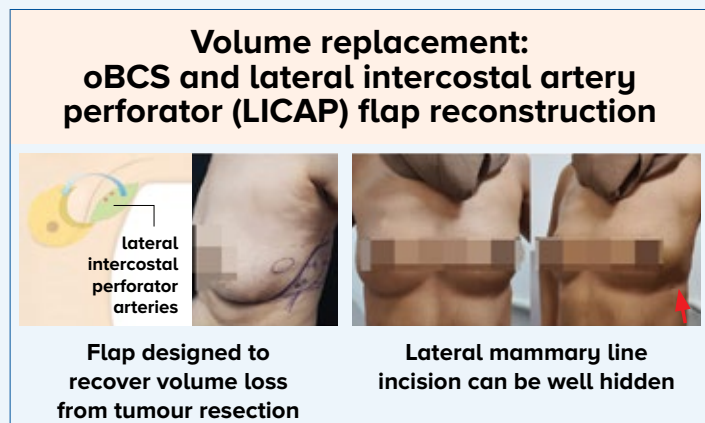 Volume replacement:
oBCS and lateral intercostal artery
perforator (LICAP) flap reconstruction
lateral
intercostal
perforator
arteries
Flap designed to
recover volume loss
from tumour resection
Lateral mammary line
incision can be well hidden